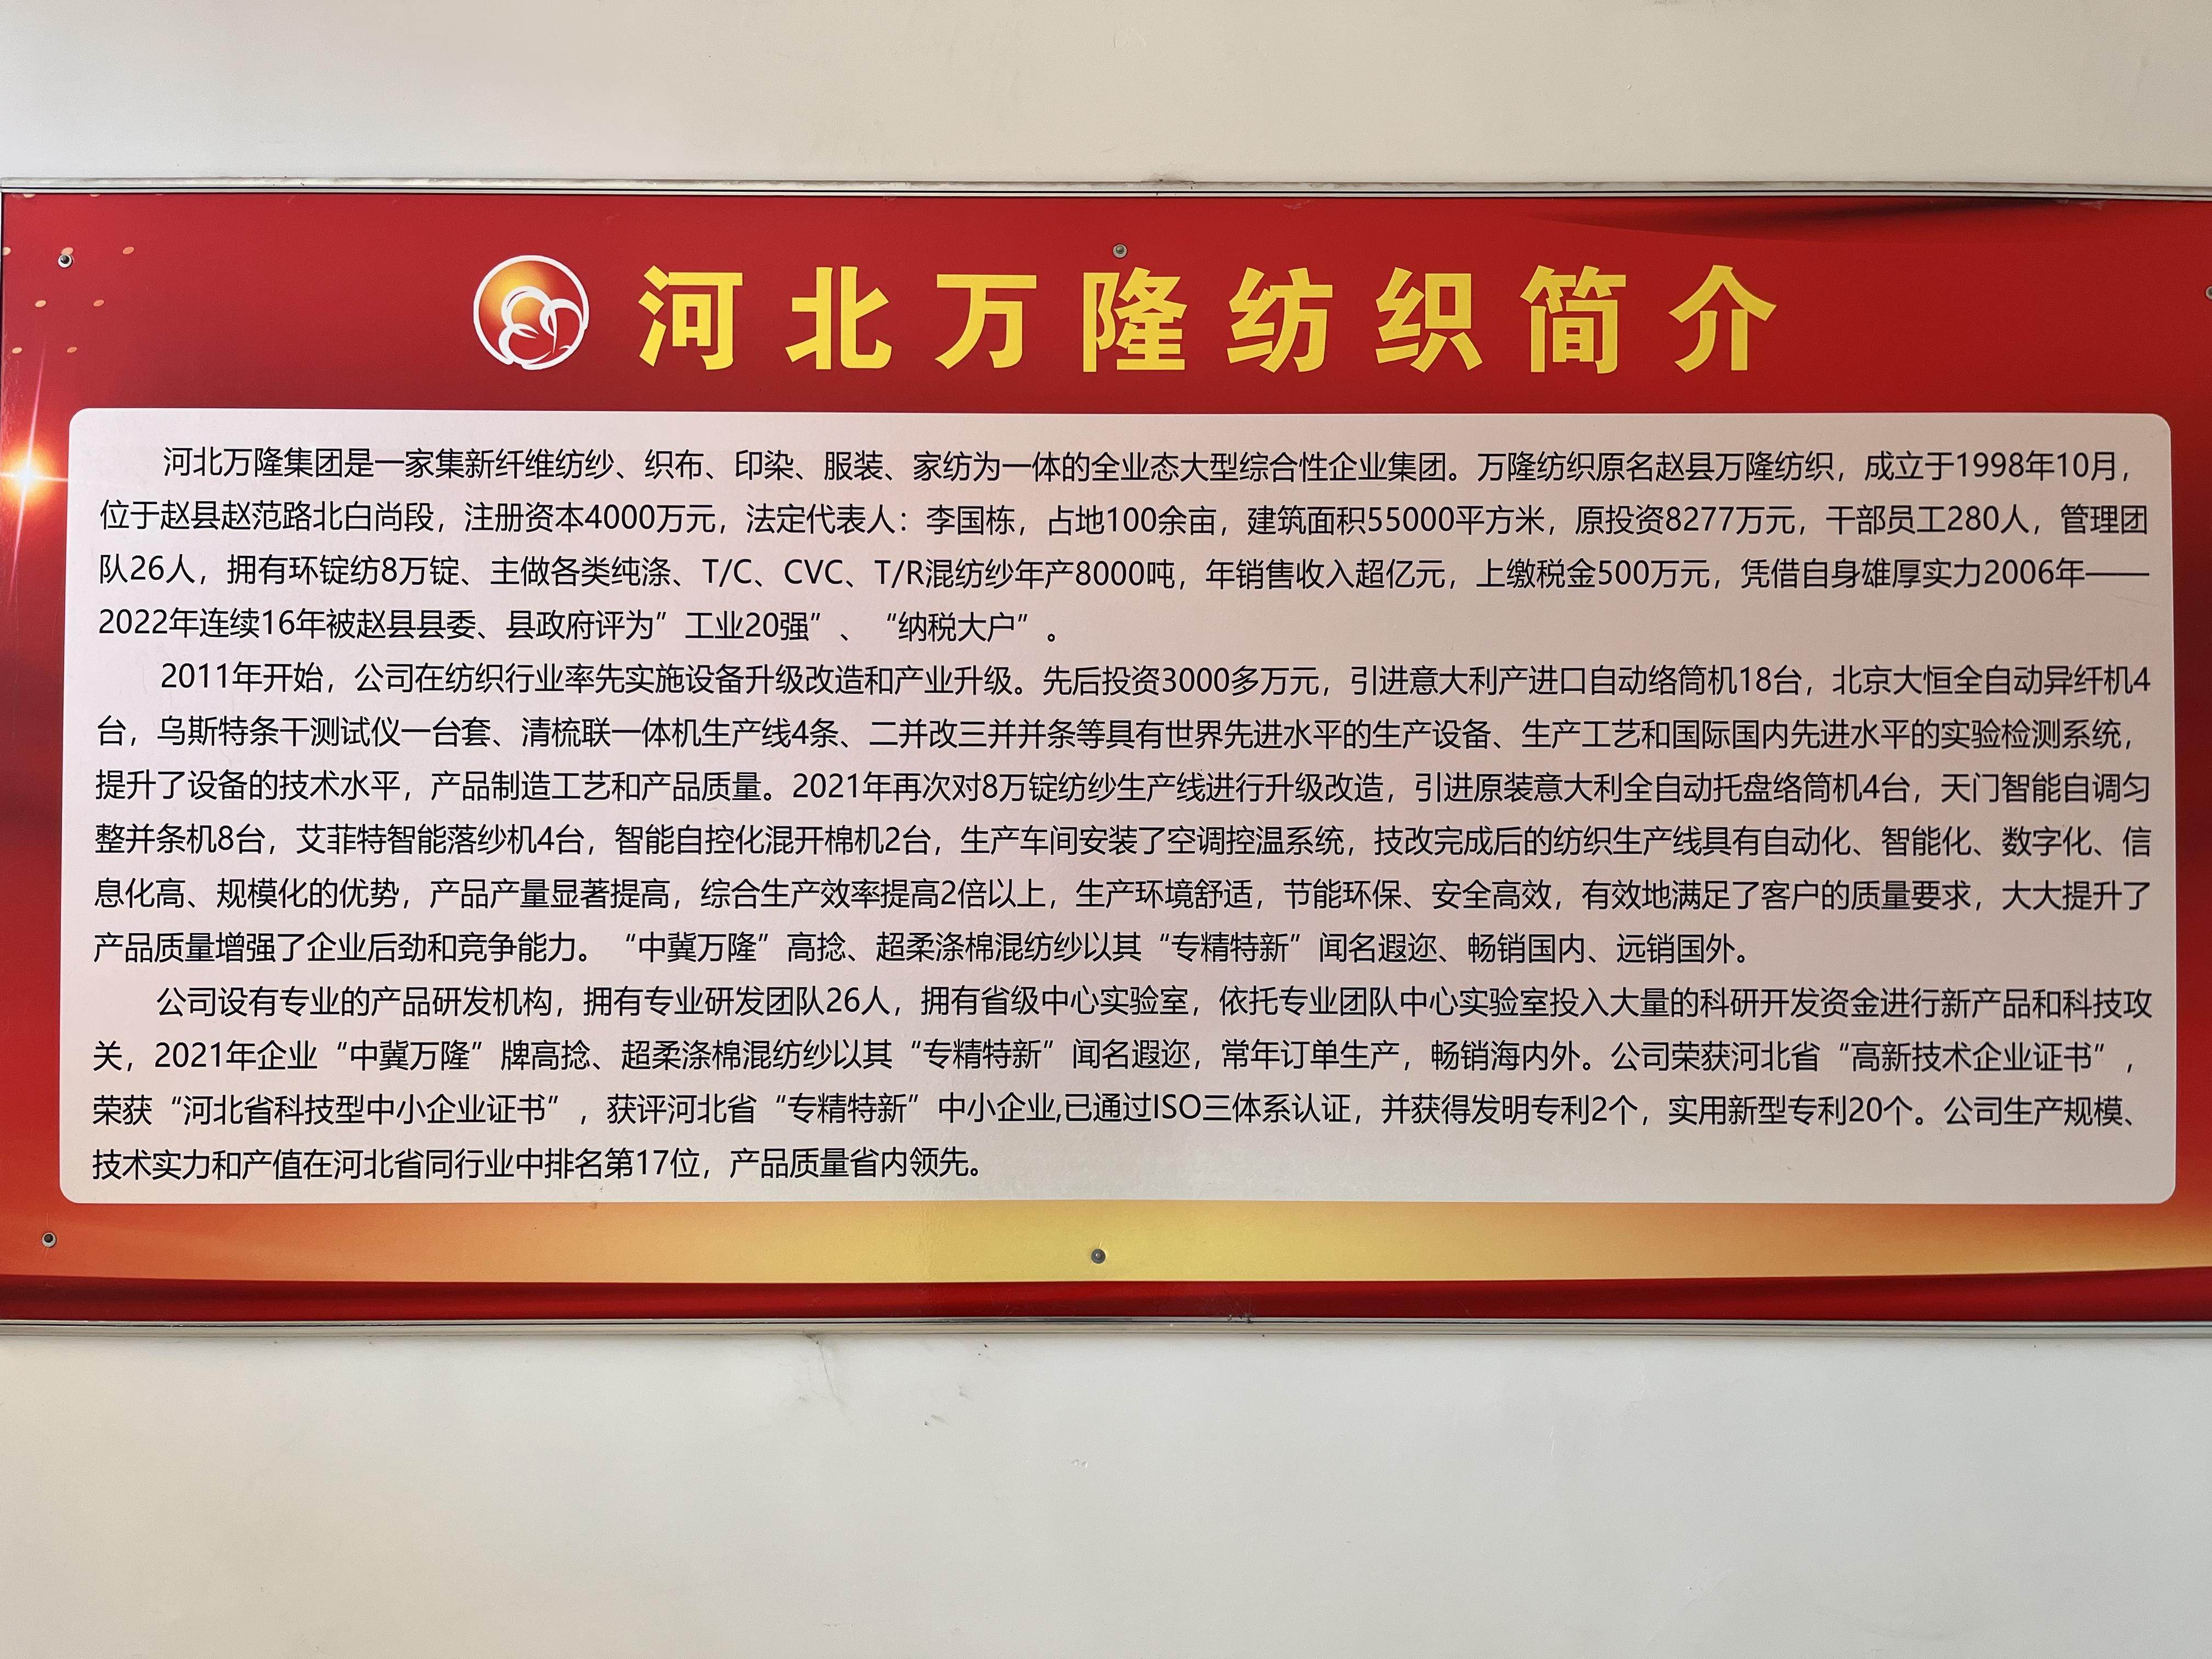 河北万隆纺织简介
河北万隆集团是一家集新纤维纺纱、织布、印染、服装、家纺为一体的全业态大型综合性企业集团。万隆纺织原名赵县万隆纺织，成立于1998年10月，
位于赵县赵范路北白尚段，注册资本4000万元，法定代表人：李国栋，占地100余亩，建筑面积55000平方米，原投资8277万元，干部员工280人，管理团
队26人，拥有环锭纺8万锭、主做各类纯涤、T/C、CVC、T/R混纺纱年产8000吨，年销售收入超亿元，上缴税金500万元，凭借自身雄厚实力2006年——
2022年连续16年被赵县县委、县政府评为”工业20强”、“纳税大户”。
2011年开始，公司在纺织行业率先实施设备升级改造和产业升级。先后投资3000多万元，引进意大利产进口自动络筒机18台，北京大恒全自动异纤机4
台，乌斯特条干测试仪一台套、清梳联一体机生产线4条、二并改三并并条等具有世界先进水平的生产设备、生产工艺和国际国内先进水平的实验检测系统，
提升了设备的技术水平，产品制造工艺和产品质量。2021年再次对8万锭纺纱生产线进行升级改造，引进原装意大利全自动托盘络筒机4台，天门智能自调匀
整并条机8台，艾菲特智能落纱机4台，智能自控化混开棉机2台，生产车间安装了空调控温系统，技改完成后的纺织生产线具有自动化、智能化、数字化、信
息化高、规模化的优势，产品产量显著提高，综合生产效率提高2倍以上，生产环境舒适，节能环保、安全高效，有效地满足了客户的质量要求，大大提升了
产品质量增强了企业后劲和竞争能力。“中冀万隆”高捻、超柔涤棉混纺纱以其“专精特新”闻名遐迩、畅销国内、远销国外。
公司设有专业的产品研发机构，拥有专业研发团队26人，拥有省级中心实验室，依托专业团队中心实验室投入大量的科研开发资金进行新产品和科技攻
关，2021年企业“中冀万隆”牌高捻、超柔涤棉混纺纱以其“专精特新”闻名遐迩，常年订单生产，畅销海内外。公司荣获河北省“高新技术企业证书”，
荣获“河北省科技型中小企业证书”，获评河北省“专精特新”中小企业,已通过ISO三体系认证，并获得发明专利2个，实用新型专利20个。公司生产规模、
技术实力和产值在河北省同行业中排名第17位，产品质量省内领先。